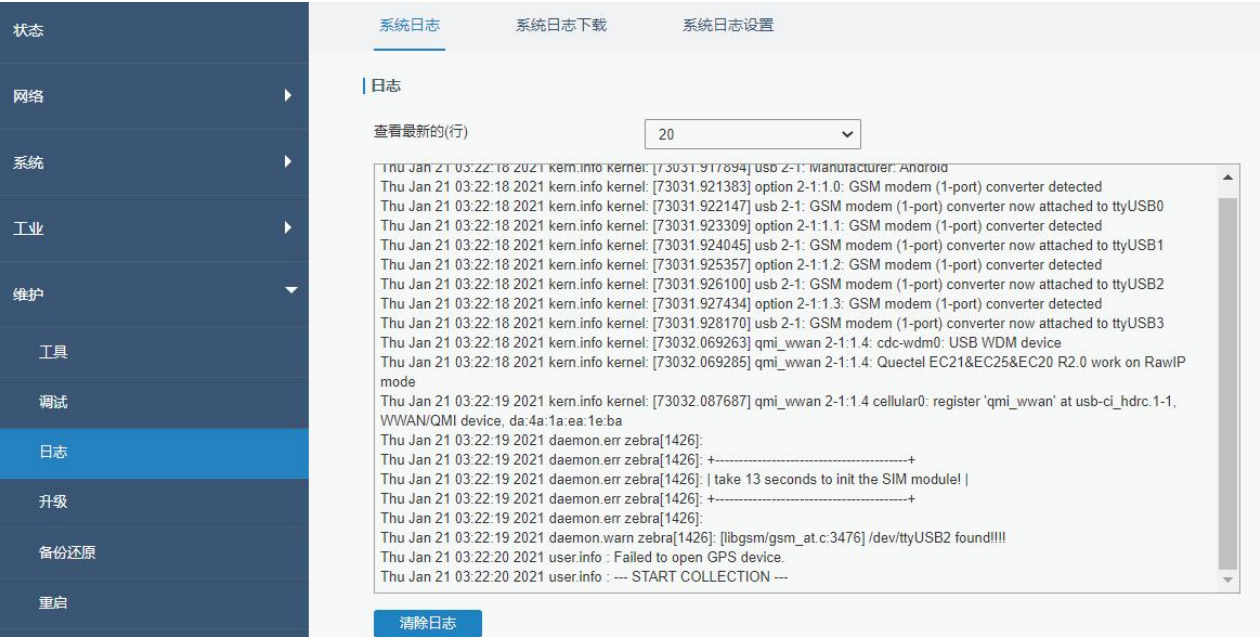 状态
网络
系统
工业
维护
工具
调试
日志
升级
备份还原
重启
系统日志 系统日志下载 系统日志设置
日志
查看最新的(行) 20
Thu Jan 21 03:22:18 2021 kern.info kernel: [73031.917894] usb 2-1: Manufacturer: Android
Thu Jan 21 03:22:18 2021 kern.info kernel: [73031.921383] option 2-1:1.0: GSM modem (1-port) converter detected
Thu Jan 21 03:22:18 2021 kern.info kernel: [73031.922147] usb 2-1: GSM modem (1-port) converter now attached to ttyUSB0
Thu Jan 21 03:22:18 2021 kern.info kernel: [73031.923309] option 2-1:1.1: GSM modem (1-port) converter detected
Thu Jan 21 03:22:18 2021 kern.info kernel: [73031.924045] usb 2-1: GSM modem (1-port) converter now attached to ttyUSB1
Thu Jan 21 03:22:18 2021 kern.info kernel: [73031.925357] option 2-1:1.2: GSM modem (1-port) converter detected
Thu Jan 21 03:22:18 2021 kern.info kernel: [73031.926100] usb 2-1: GSM modem (1-port) converter now attached to ttyUSB2
Thu Jan 21 03:22:18 2021 kern.info kernel: [73031.927434] option 2-1:1.3: GSM modem (1-port) converter detected
Thu Jan 21 03:22:18 2021 kern.info kernel: [73031.928170] usb 2-1: GSM modem (1-port) converter now attached to ttyUSB3
Thu Jan 21 03:22:18 2021 kern.info kernel: [73032.069263] qmi_wwan 2-1:1.4: cdc-wdm0: USB WDM device
Thu Jan 21 03:22:18 2021 kern.info kernel: [73032.069285] qmi_wwan 2-1:1.4: Quectel EC21&EC25&EC20 R2.0 work on RawIP
mode
Thu Jan 21 03:22:19 2021 kern.info kernel: [73032.087687] qmi_wwan 2-1:1.4 cellular0: register 'qmi_wwan' at usb-ci_hdrc.1-1,
WWAN/QMI device, da:4a:1a:ea:1e:ba
Thu Jan 21 03:22:19 2021 daemon.err zebra[1426]:
Thu Jan 21 03:22:19 2021 daemon.err zebra[1426]: +------------------------------------------+
Thu Jan 21 03:22:19 2021 daemon.err zebra[1426]: | take 13 seconds to init the SIM module! |
Thu Jan 21 03:22:19 2021 daemon.err zebra[1426]: +------------------------------------------+
Thu Jan 21 03:22:19 2021 daemon.err zebra[1426]:
Thu Jan 21 03:22:19 2021 daemon.warn zebra[1426]: [libgsm/gsm_at.c:3476] /dev/ttyUSB2 found!!!!
Thu Jan 21 03:22:20 2021 user.info : Failed to open GPS device.
Thu Jan 21 03:22:20 2021 user.info : --- START COLLECTION ---
清除日志